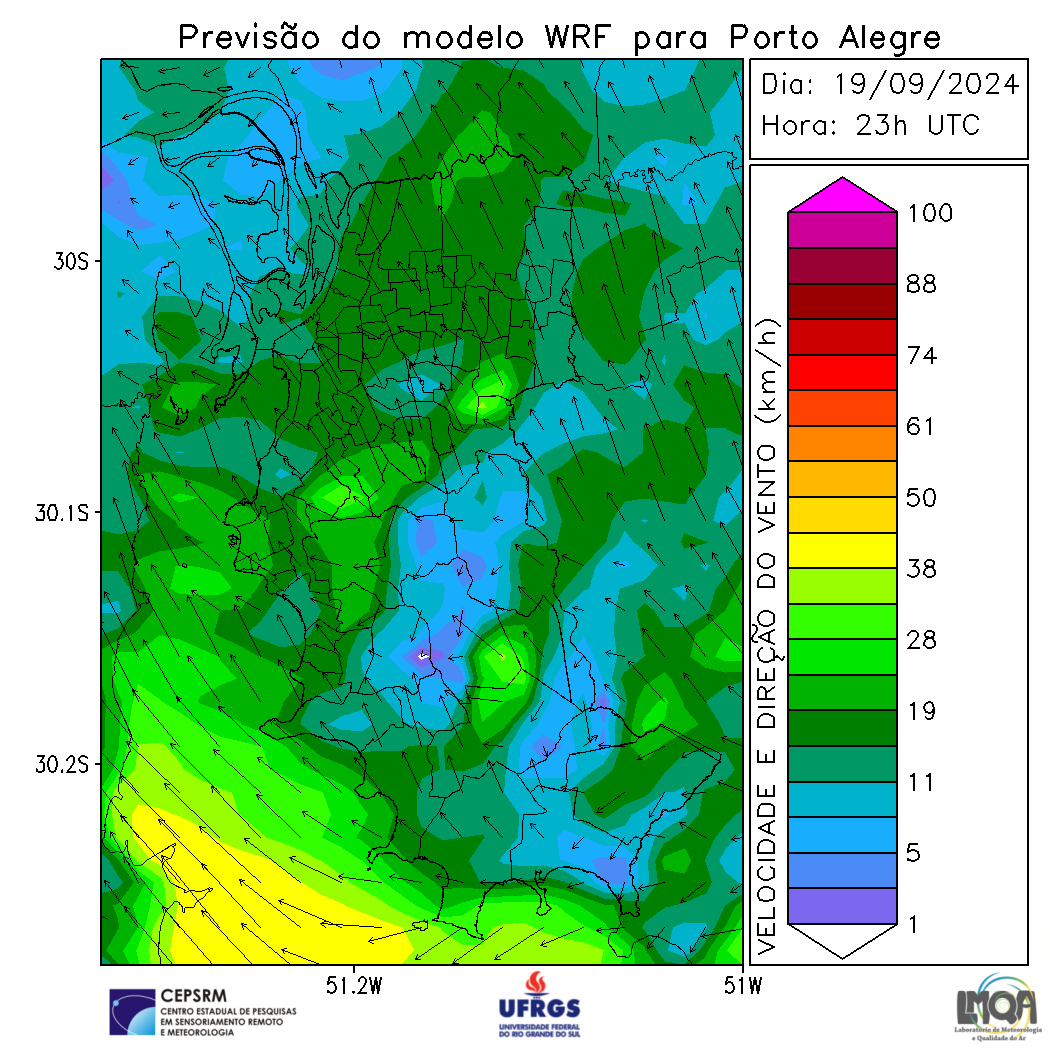 Previsão do modelo WRF para Porto Alegre
Dia: 19/09/2024
Hora: 23h UTC
30S
30.1S
30.2S
51.2W
51W
VELOCIDADE E DIREÇÃO DO VENTO (km/h)
100
88
74
61
50
38
28
19
11
5
1
CEPSRM
CENTRO ESTADUAL DE PESQUISAS
EM SENSORIAMENTO REMOTO
E METEOROLOGIA
UFRGS
UNIVERSIDADE FEDERAL
DO RIO GRANDE DO SUL
LMQA
Laboratório de Meteorologia
e Qualidade do Ar